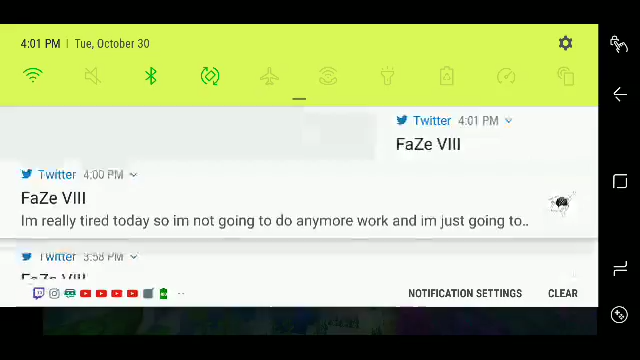 4:01 PM | Tue, October 30
Twitter 4:01 PM
FaZe VIII
Twitter 4:00 PM
FaZe VIII
Im really tired today so im not going to do anymore work and im just going to..
Twitter 3:58 PM
FaZe VIII
NOTIFICATION SETTINGS CLEAR